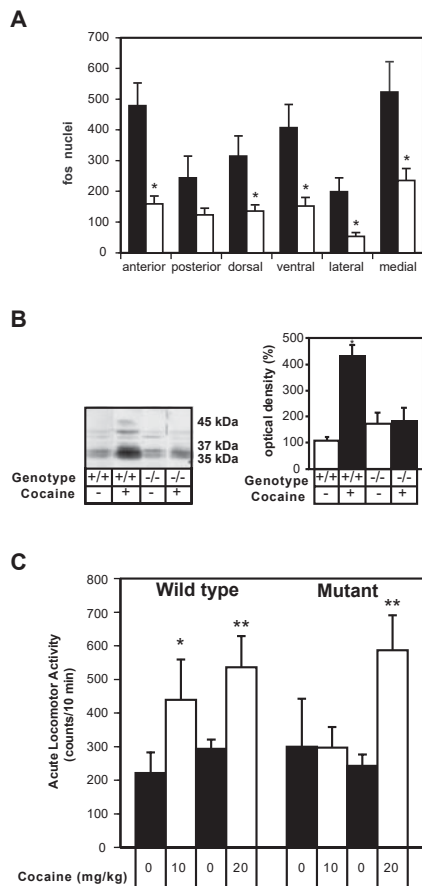 A
700
600
500
400
300
200
100
0
fos nuclei
* * * * *
anterior posterior dorsal ventral lateral medial
B
45 kDa
37 kDa
35 kDa
Genotype +/+ +/+ -/- -/-
Cocaine - + - +
500
400
300
200
100
0
optical density (%)
*
Genotype +/+ +/+ -/- -/-
Cocaine - + - +
C
800
700
600
500
400
300
200
100
0
Acute Locomotor Activity
(counts/10 min)
Wild type Mutant
* ** **
Cocaine (mg/kg) 0 10 0 20 0 10 0 20